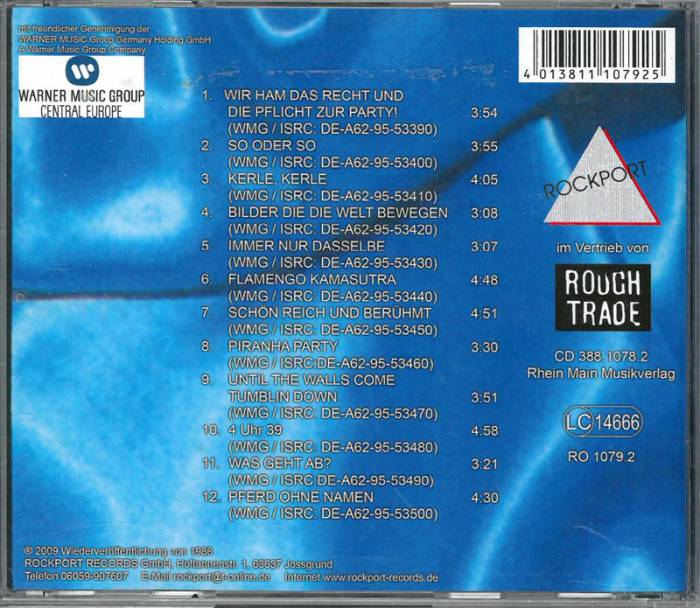 mit freundlicher Genehmigung der
WARNER MUSIC Group Germany Holding GmbH
A Warner Music Group Company
WARNER MUSIC GROUP
CENTRAL EUROPE
4 013811 107925
1. WIR HAM DAS RECHT UND
DIE PFLICHT ZUR PARTY! 3:54
(WMG / ISRC: DE-A62-95-53390)
2. SO ODER SO 3:55
(WMG / ISRC: DE-A62-95-53400)
3. KERLE, KERLE 4:05
(WMG / ISRC: DE-A62-95-53410)
4. BILDER DIE DIE WELT BEWEGEN 3:08
(WMG / ISRC: DE-A62-95-53420)
5. IMMER NUR DASSELBE 3:07
(WMG / ISRC: DE-A62-95-53430)
6. FLAMENGO KAMASUTRA 4:48
(WMG / ISRC: DE-A62-95-53440)
7. SCHÖN REICH UND BERÜHMT 4:51
(WMG / ISRC: DE-A62-95-53450)
8. PIRANHA PARTY 3:30
(WMG / ISRC:DE-A62-95-53460)
9. UNTIL THE WALLS COME
TUMBLIN DOWN 3:51
(WMG / ISRC: DE-A62-95-53470)
10. 4 Uhr 39 4:58
(WMG / ISRC: DE-A62-95-53480)
11. WAS GEHT AB? 3:21
(WMG / ISRC DE-A62-95-53490)
12. PFERD OHNE NAMEN 4:30
(WMG / ISRC: DE-A62-95-53500)
ROCKPORT
im Vertrieb von
ROUGH
TRADE
CD 388.1078.2
Rhein Main Musikverlag
LC 14666
RO 1079.2
® 2009 Wiederveröffentlichung von 1986
ROCKPORT RECORDS GmbH, 1, 63637 Jossgrund
Telefon 06059-907607 E-Mail rockport@t-online.de Internet www.rockport-records.de